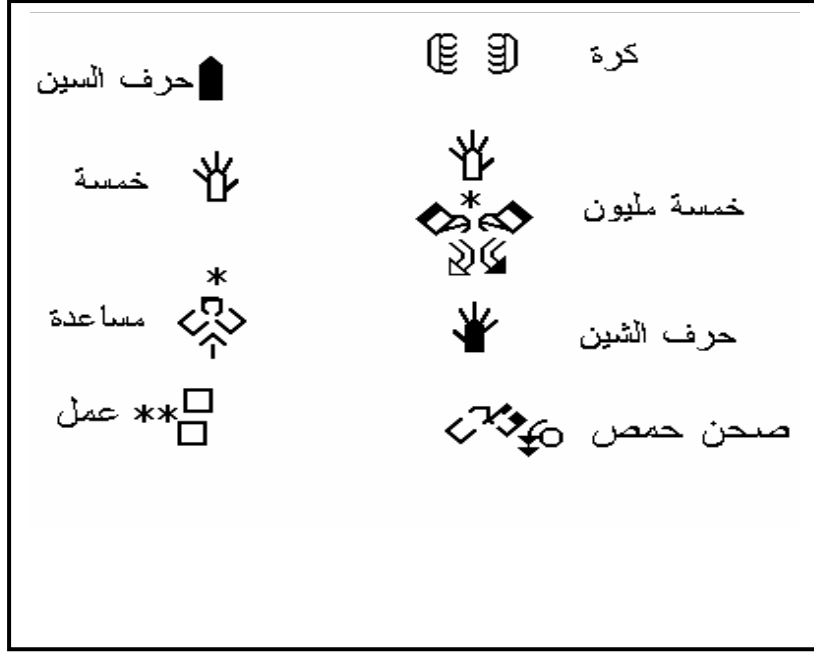 كرة
حرف السين
خمسة مليون
خمسة
حرف الشين
مساعدة
صحن حمص
عمل